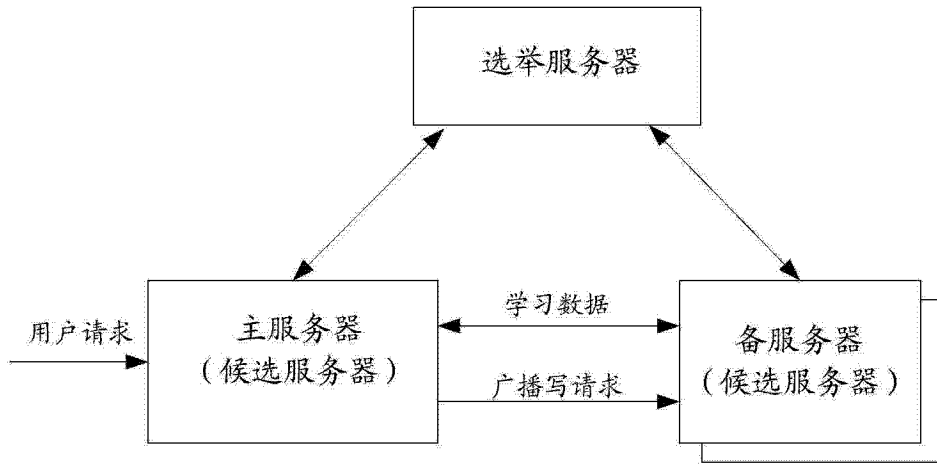 选举服务器
用户请求
主服务器
（候选服务器）
学习数据
广播写请求
备服务器
（候选服务器）